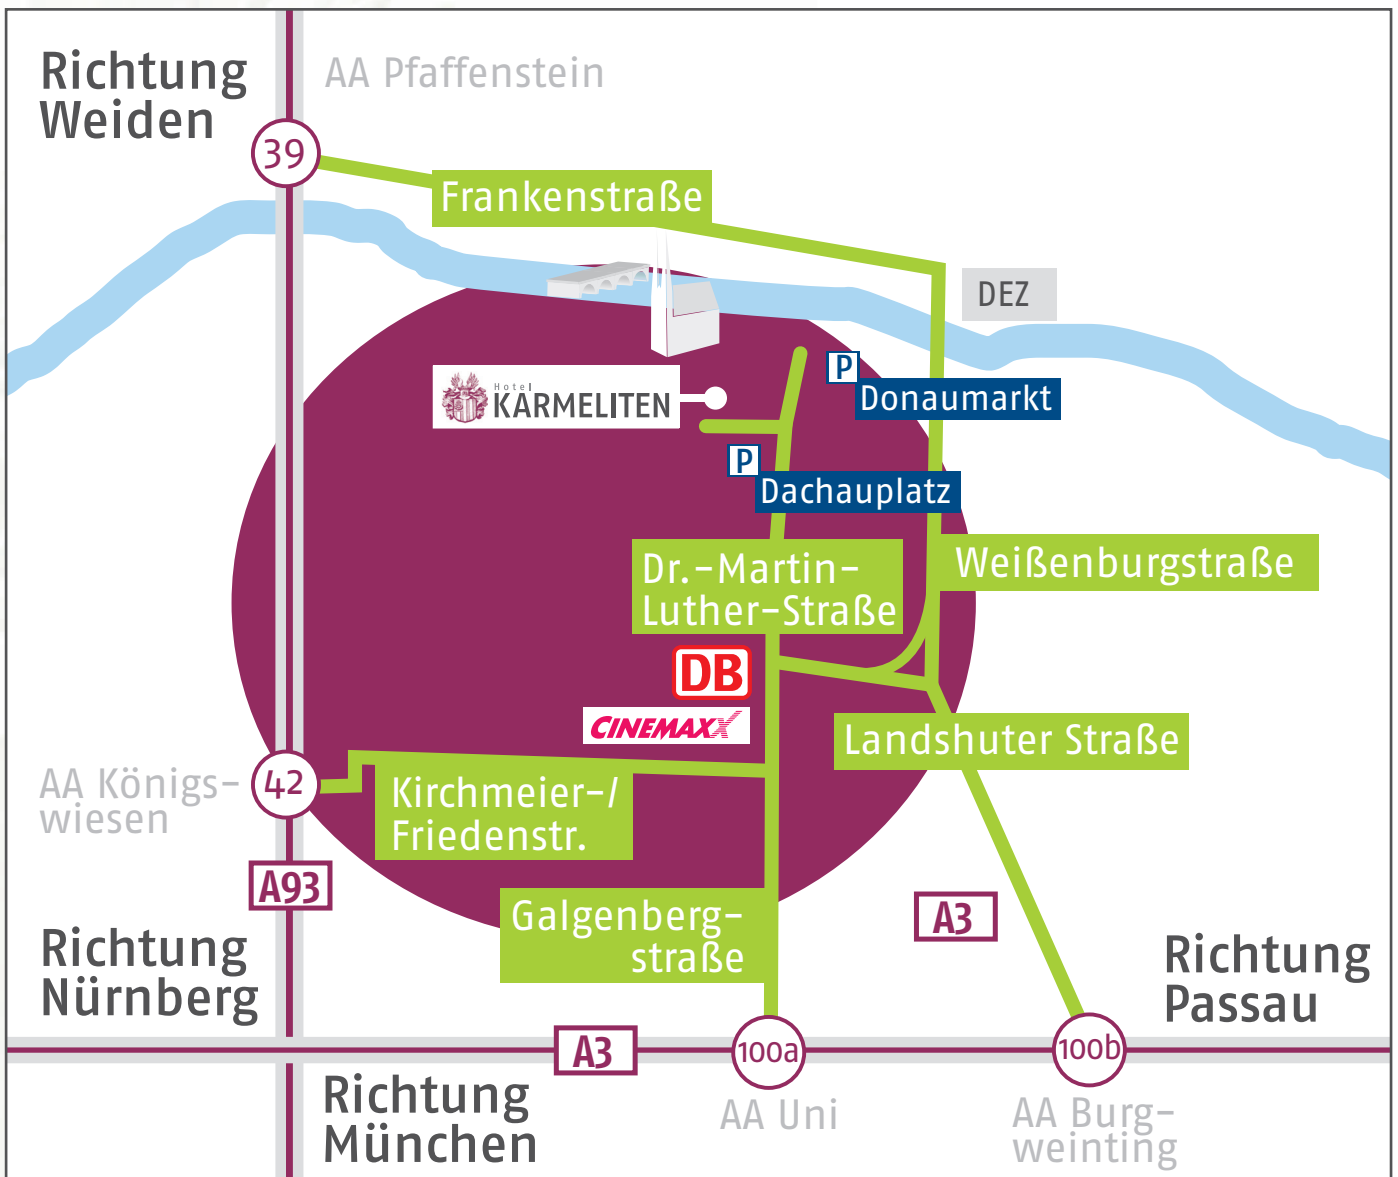 Richtung
Weiden
AA Pfaffenstein
39
Frankenstraße
DEZ
P
Donaumarkt
Hotel
KARMELITEN
P
Dachauplatz
Dr.-Martin-
Luther-Straße
Weißenburgstraße
DB
CINEMAXX
Landshuter Straße
AA Königs-
wiesen
42
Kirchmeier-/
Friedenstr.
A93
Galgenberg-
straße
A3
Richtung
Nürnberg
Richtung
Passau
A3
100a
100b
Richtung
München
AA Uni
AA Burg-
weinting